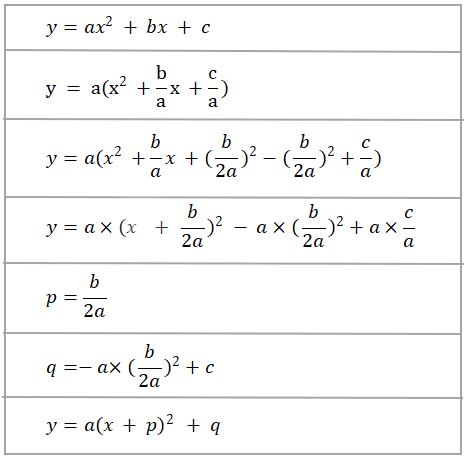 y = ax² + bx + c
y = a(x² + b/a x + c/a)
y = a(x² + b/a x + (b/2a)² − (b/2a)² + c/a)
y = a × (x + b/2a)² − a × (b/2a)² + a × c/a
p = b/2a
q = − a× (b/2a)² + c
y = a(x + p)² + q